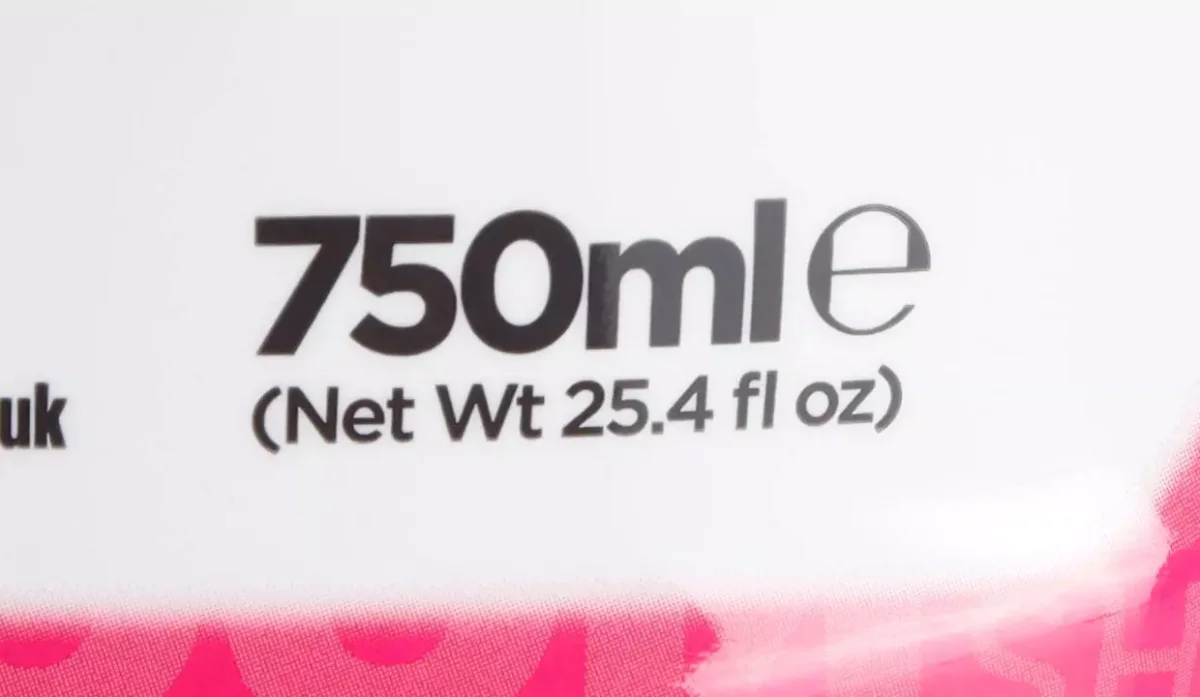 750ml ℮
uk
(Net Wt 25.4 fl oz)